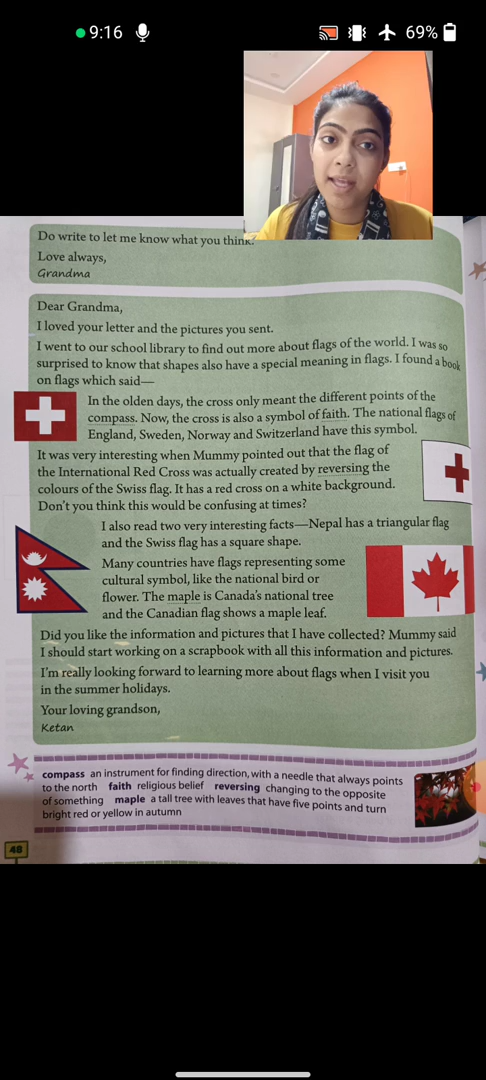 9:16
69%
Do write to let me know what you think.
Love always,
Grandma
Dear Grandma,
I loved your letter and the pictures you sent.
I went to our school library to find out more about flags of the world. I was so
surprised to know that shapes also have a special meaning in flags. I found a book
on flags which said—
In the olden days, the cross only meant the different points of the
compass. Now, the cross is also a symbol of faith. The national flags of
England, Sweden, Norway and Switzerland have this symbol.
It was very interesting when Mummy pointed out that the flag of
the International Red Cross was actually created by reversing the
colours of the Swiss flag. It has a red cross on a white background.
Don't you think this would be confusing at times?
I also read two very interesting facts—Nepal has a triangular flag
and the Swiss flag has a square shape.
Many countries have flags representing some
cultural symbol, like the national bird or
flower. The maple is Canada's national tree
and the Canadian flag shows a maple leaf.
Did you like the information and pictures that I have collected? Mummy said
I should start working on a scrapbook with all this information and pictures.
I'm really looking forward to learning more about flags when I visit you
in the summer holidays.
Your loving grandson,
Ketan
compass an instrument for finding direction, with a needle that always points
to the north faith religious belief reversing changing to the opposite
of something maple a tall tree with leaves that have five points and turn
bright red or yellow in autumn
48